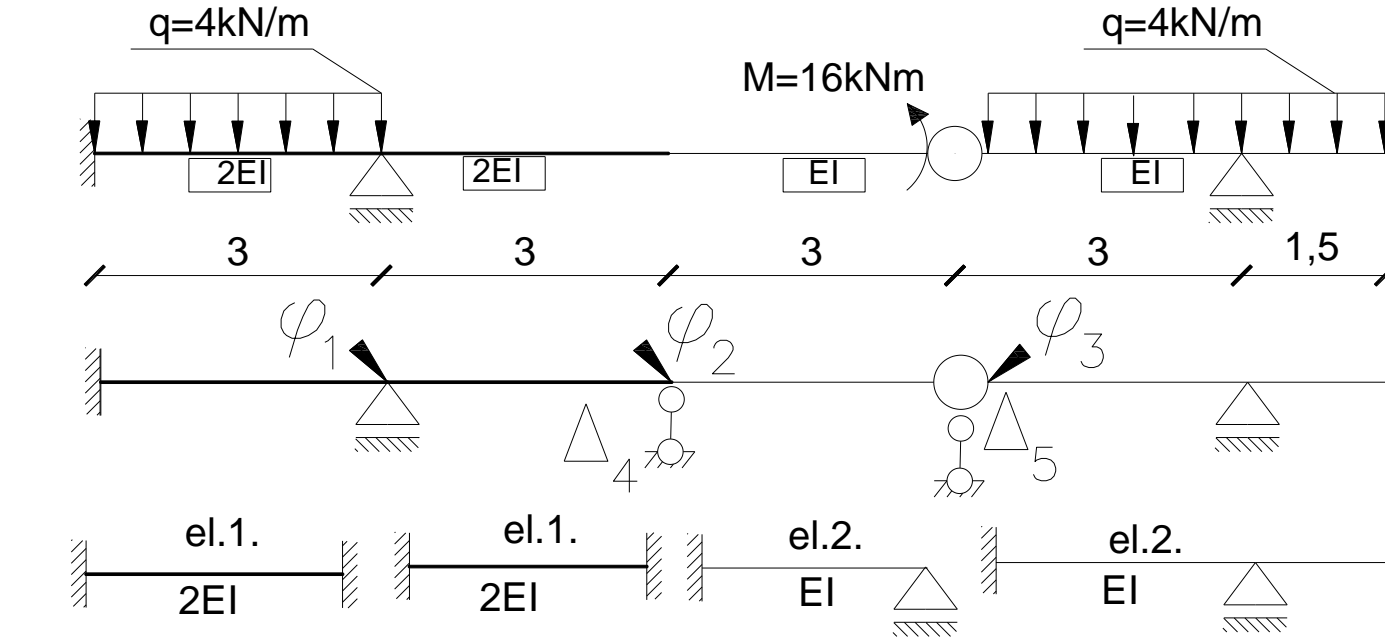 q=4kN/m q=4kN/m
M=16kNm
2EI 2EI EI EI
3 3 3 3 1,5
φ1 φ2 φ3
Δ4 Δ5
el.1. el.1. el.2. el.2.
2EI 2EI EI EI